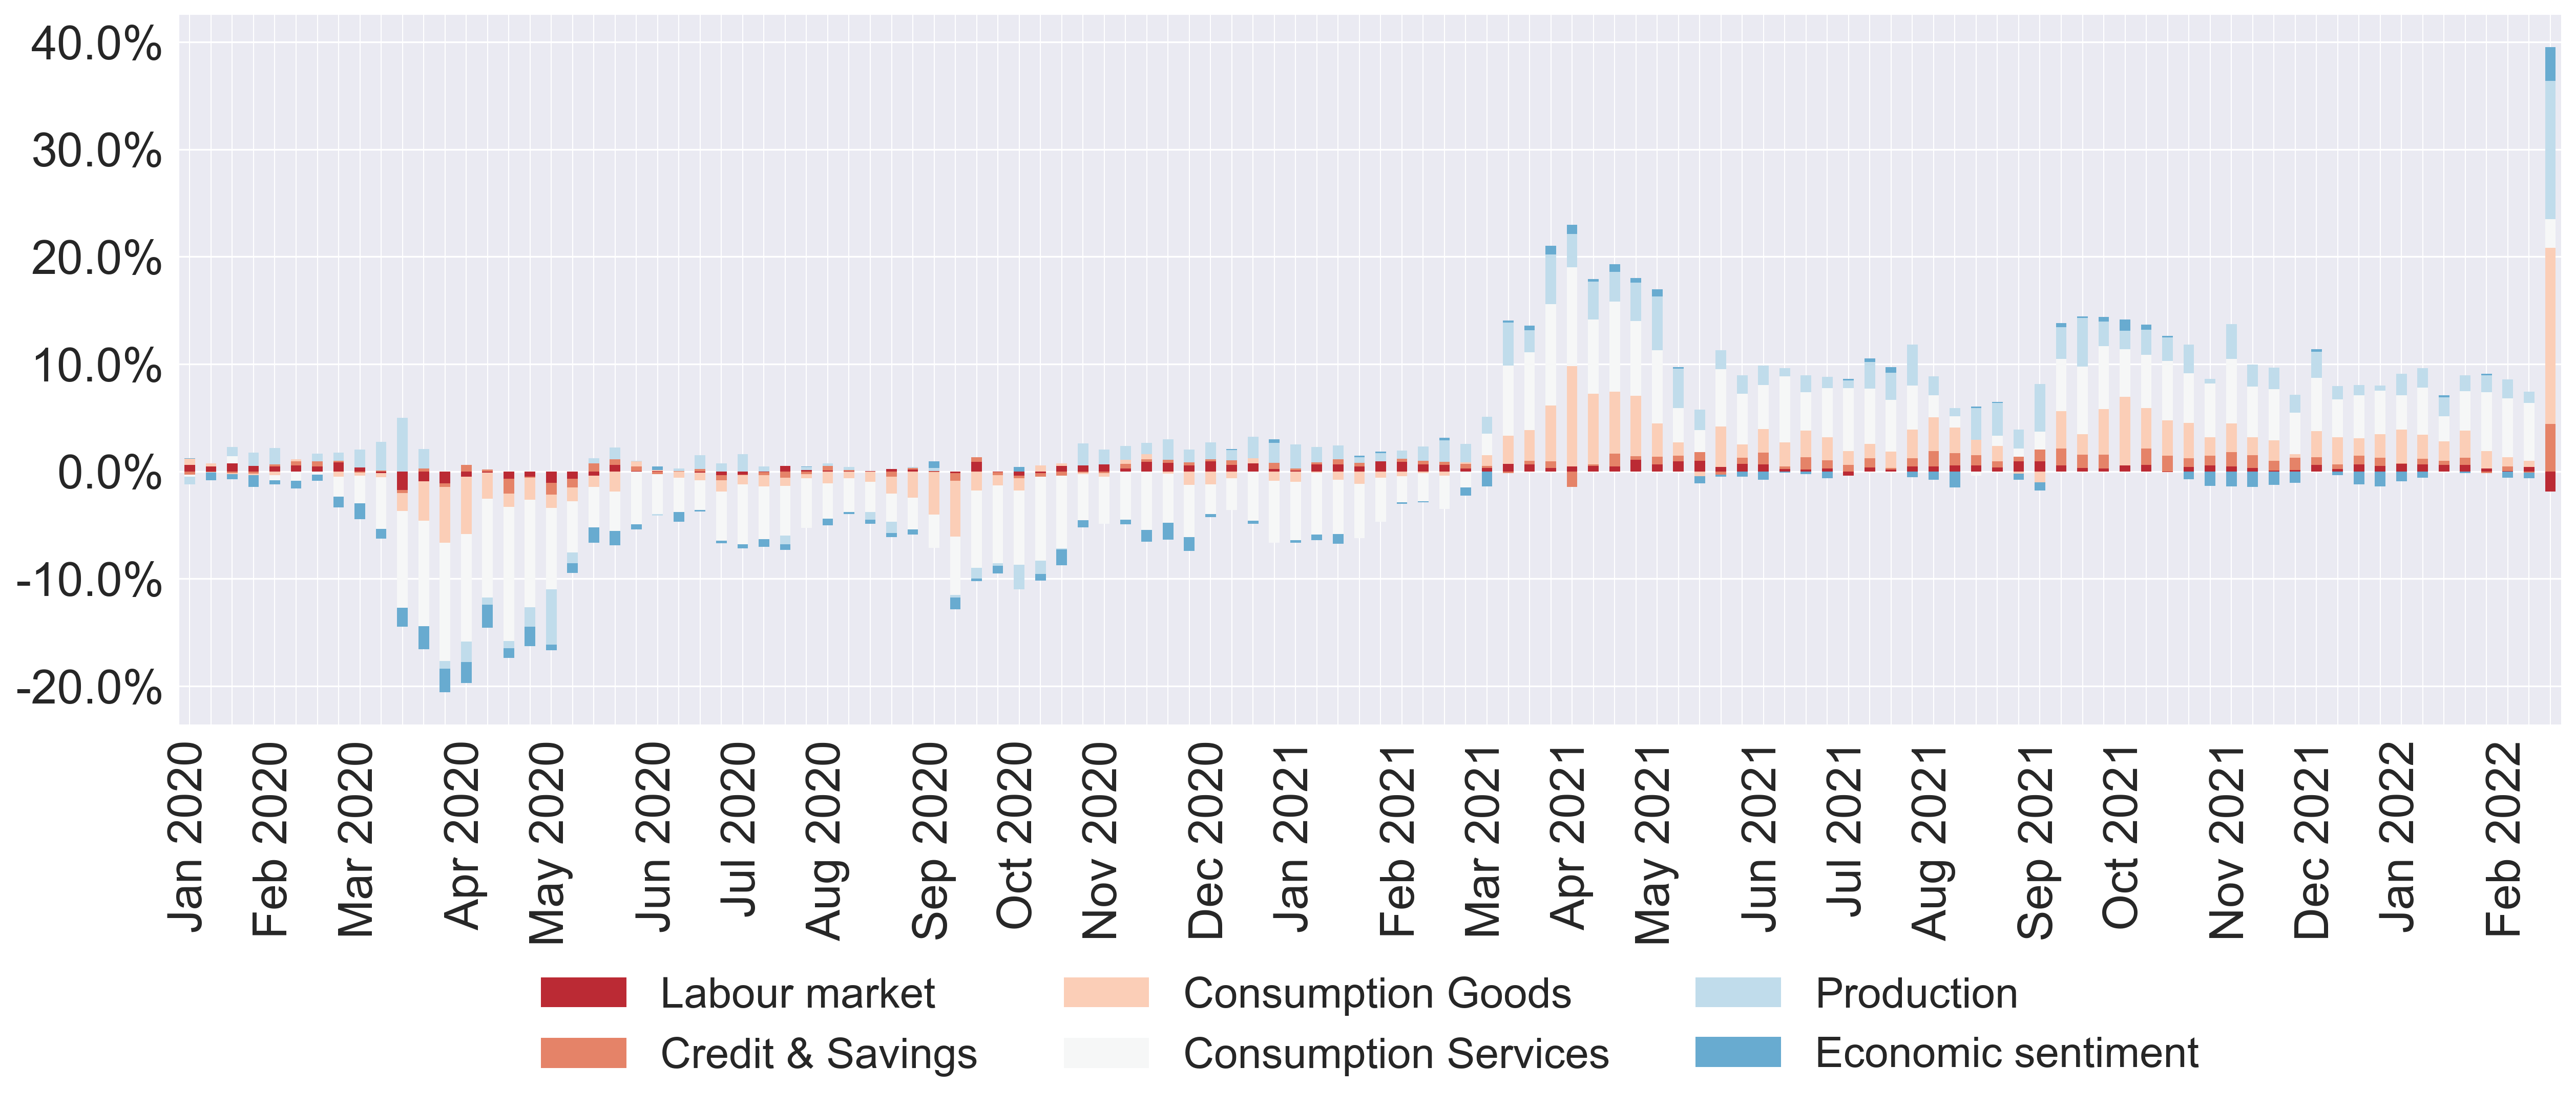 40.0%
30.0%
20.0%
10.0%
0.0%
-10.0%
-20.0%
Jan 2020
Feb 2020
Mar 2020
Apr 2020
May 2020
Jun 2020
Jul 2020
Aug 2020
Sep 2020
Oct 2020
Nov 2020
Dec 2020
Jan 2021
Feb 2021
Mar 2021
Apr 2021
May 2021
Jun 2021
Jul 2021
Aug 2021
Sep 2021
Oct 2021
Nov 2021
Dec 2021
Jan 2022
Feb 2022
Labour market
Credit & Savings
Consumption Goods
Consumption Services
Production
Economic sentiment